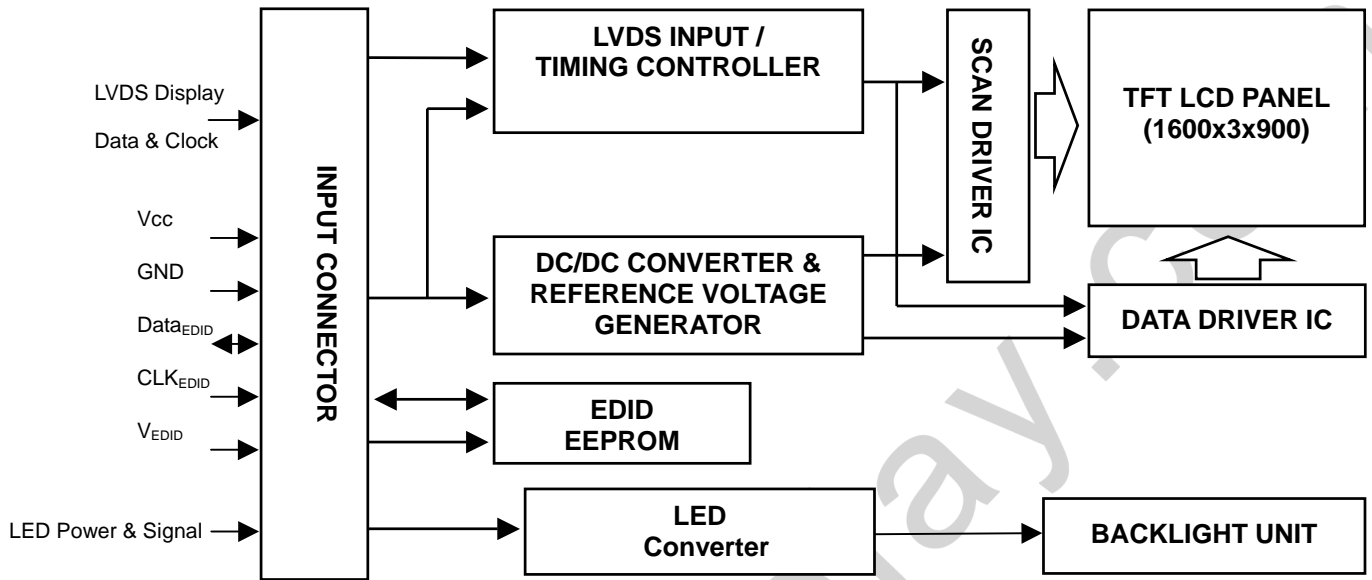 LVDS INPUT /
TIMING CONTROLLER
SCAN DRIVER IC
TFT LCD PANEL
(1600x3x900)
LVDS Display
Data & Clock
INPUT CONNECTOR
Vcc
GND
DataEDID
CLKEDID
VEDID
DC/DC CONVERTER &
REFERENCE VOLTAGE
GENERATOR
DATA DRIVER IC
EDID
EEPROM
LED Power & Signal
LED
Converter
BACKLIGHT UNIT